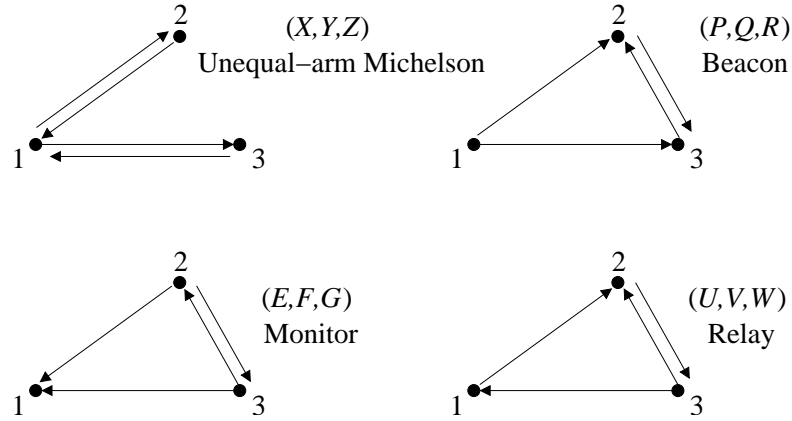 2
(X,Y,Z)
Unequal−arm Michelson
1
3
2
(P,Q,R)
Beacon
1
3
2
(E,F,G)
Monitor
1
3
2
(U,V,W)
Relay
1
3